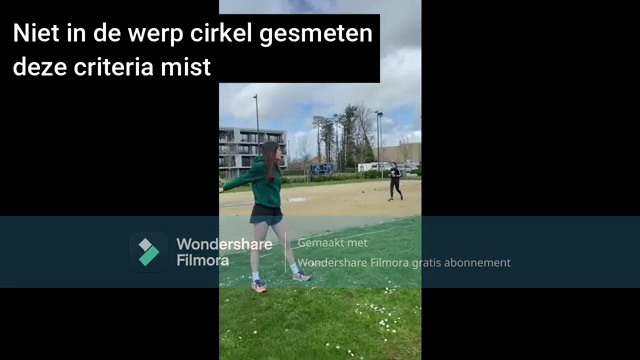 Niet in de werp cirkel gesmeten
deze criteria mist
Wondershare
Filmora
Gemaakt met
Wondershare Filmora gratis abonnement